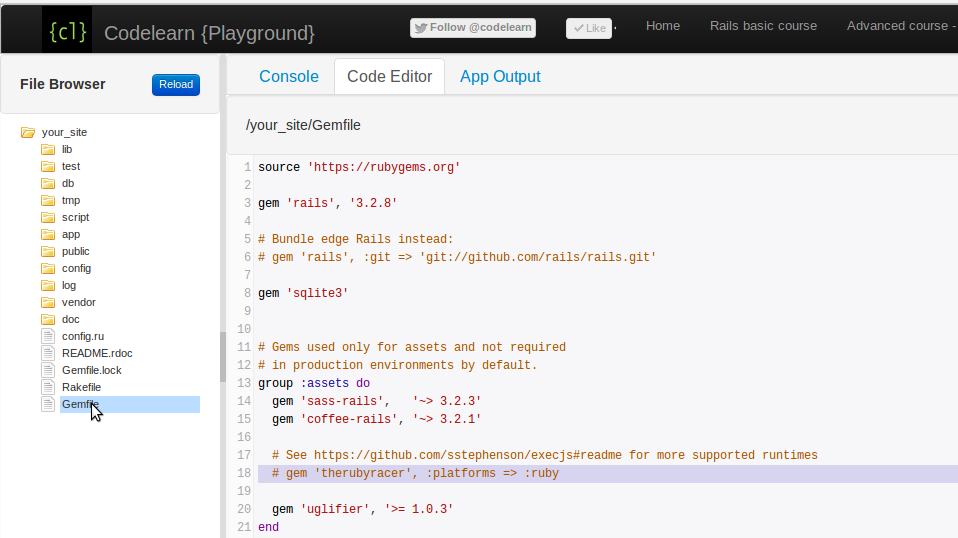 {cl} Codelearn {Playground} Follow @codelearn Like Home Rails basic course Advanced course -
File Browser Reload
your_site
lib
test
db
tmp
script
app
public
config
log
vendor
doc
config.ru
README.rdoc
Gemfile.lock
Rakefile
Gemfile
Console Code Editor App Output
/your_site/Gemfile
1 source 'https://rubygems.org'
2
3 gem 'rails', '3.2.8'
4
5 # Bundle edge Rails instead:
6 # gem 'rails', :git => 'git://github.com/rails/rails.git'
7
8 gem 'sqlite3'
9
10
11 # Gems used only for assets and not required
12 # in production environments by default.
13 group :assets do
14   gem 'sass-rails',   '~> 3.2.3'
15   gem 'coffee-rails', '~> 3.2.1'
16
17   # See https://github.com/sstephenson/execjs#readme for more supported runtimes
18   # gem 'therubyracer', :platforms => :ruby
19
20   gem 'uglifier', '>= 1.0.3'
21 end